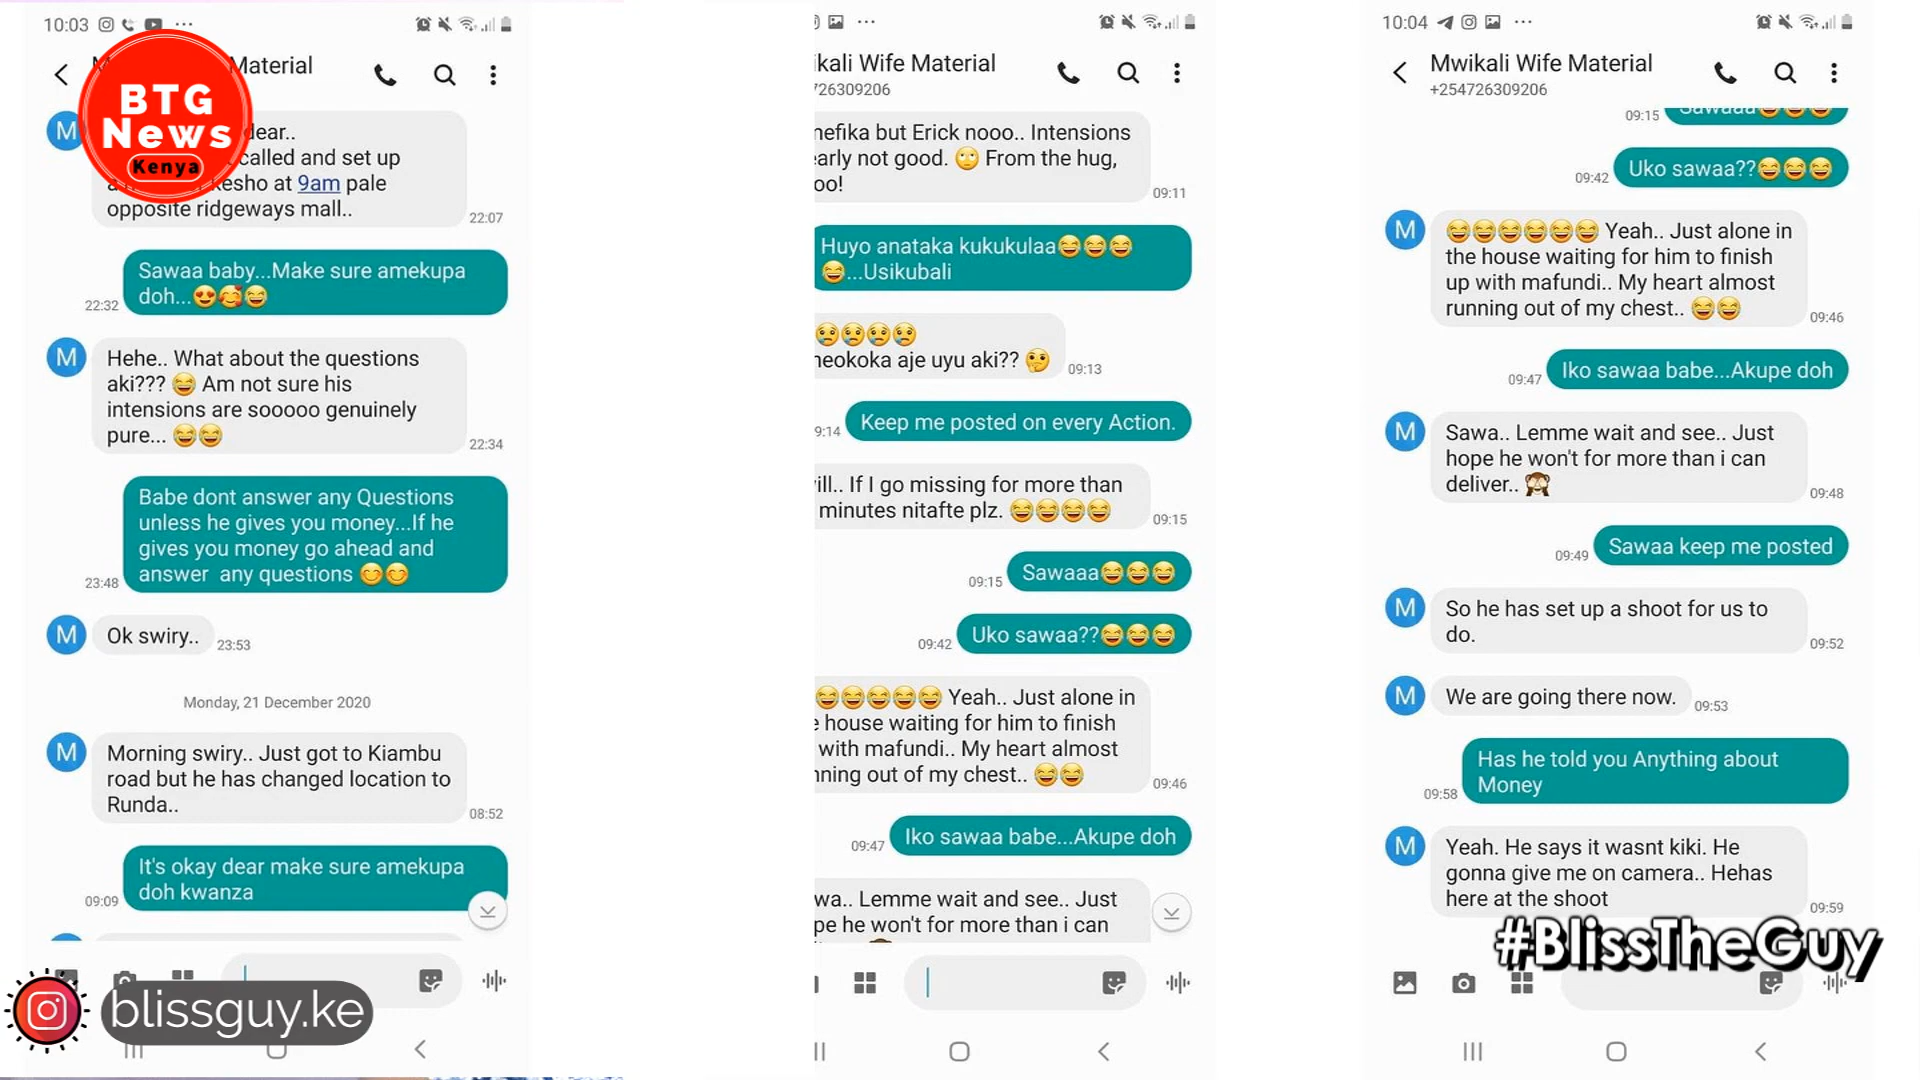 10:03
Material
BTG
News
Kenya
M
dear..
called and set up
kesho at 9am pale
opposite ridgeways mall..
22:07
Sawaa baby...Make sure amekupa
doh...😍🥰😅
22:32
M
Hehe.. What about the questions
aki??? 😂 Am not sure his
intensions are sooooo genuinely
pure... 😂😂
22:34
Babe dont answer any Questions
unless he gives you money...If he
gives you money go ahead and
answer any questions 😊😊
23:48
M
Ok swiry..
23:53
Monday, 21 December 2020
M
Morning swiry.. Just got to Kiambu
road but he has changed location to
Runda..
08:52
It's okay dear make sure amekupa
doh kwanza
09:09
blissguy.ke
ikali Wife Material
726309206
nefika but Erick nooo.. Intensions
early not good. 🙄 From the hug,
oo!
09:11
Huyo anataka kukukulaa😂😂😂
😂...Usikubali
😢😢😢😢
neokoka aje uyu aki?? 🤔
09:13
Keep me posted on every Action.
9:14
ill.. If I go missing for more than
minutes nitafte plz. 😂😂😂😂
09:15
Sawaaa😂😂😂
09:15
Uko sawaa??😂😂😂
09:42
😂😂😂😂😂 Yeah.. Just alone in
e house waiting for him to finish
with mafundi.. My heart almost
nning out of my chest.. 😂😂
09:46
Iko sawaa babe...Akupe doh
09:47
wa.. Lemme wait and see.. Just
pe he won't for more than i can
10:04
Mwikali Wife Material
+254726309206
Sawaaa😂😂😂
09:15
Uko sawaa??😂😂😂
09:42
M
😂😂😂😂😂😂 Yeah.. Just alone in
the house waiting for him to finish
up with mafundi.. My heart almost
running out of my chest.. 😂😂
09:46
Iko sawaa babe...Akupe doh
09:47
M
Sawa.. Lemme wait and see.. Just
hope he won't for more than i can
deliver.. 🙈
09:48
Sawaa keep me posted
09:49
M
So he has set up a shoot for us to
do.
09:52
M
We are going there now.
09:53
Has he told you Anything about
Money
09:58
M
Yeah. He says it wasnt kiki. He
gonna give me on camera.. Hehas
here at the shoot
09:59
#BlissTheGuy